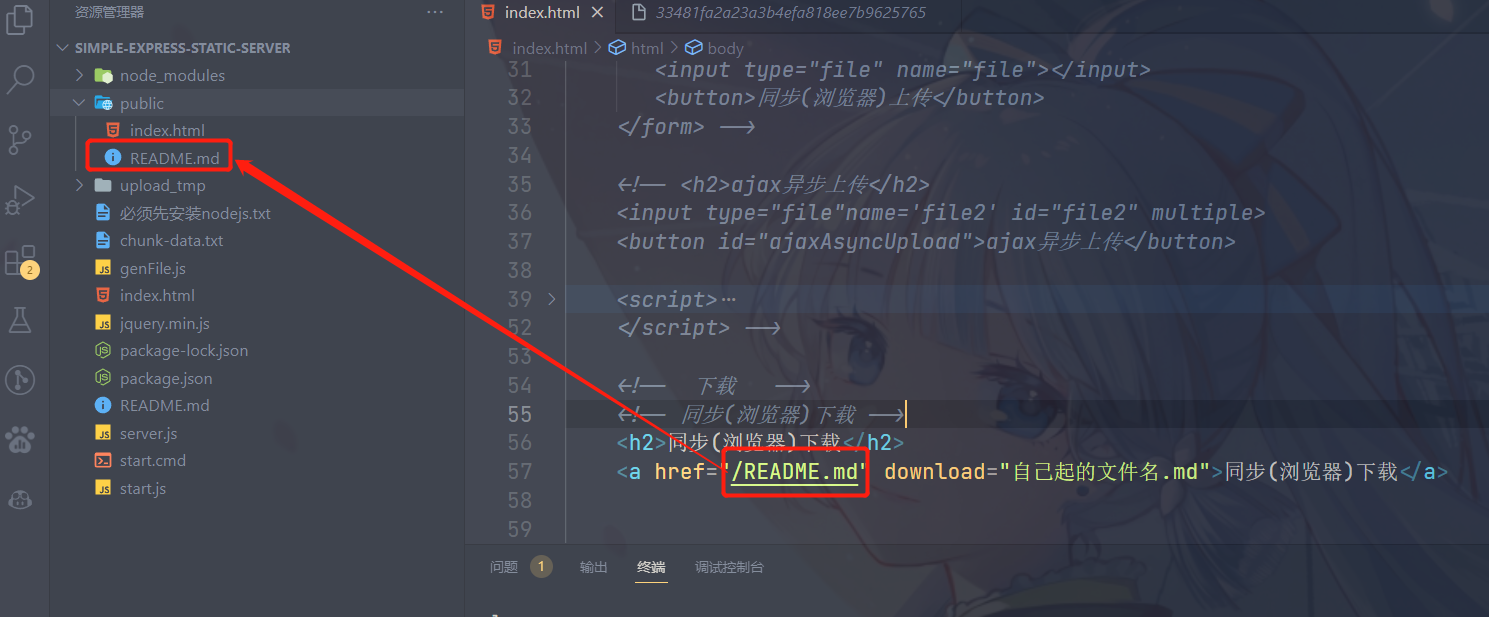 资源管理器
SIMPLE-EXPRESS-STATIC-SERVER
node_modules
public
index.html
README.md
upload_tmp
必须先安装nodejs.txt
chunk-data.txt
genFile.js
index.html
jquery.min.js
package-lock.json
package.json
README.md
server.js
start.cmd
start.js
2
index.html
33481fa2a23a3b4efa818ee7b9625765
index.html > html > body
31 <input type="file" name="file"></input>
32 <button>同步(浏览器)上传</button>
33 </form> -->
34
35 <!-- <h2>ajax异步上传</h2>
36 <input type="file"name='file2' id="file2" multiple>
37 <button id="ajaxAsyncUpload">ajax异步上传</button>
38
39 <script>…
52 </script> -->
53
54 <!-- 下载 -->
55 <!-- 同步(浏览器)下载 -->
56 <h2>同步(浏览器)下载</h2>
57 <a href="/README.md" download="自己起的文件名.md">同步(浏览器)下载</a>
58
59
问题 1 输出 终端 调试控制台